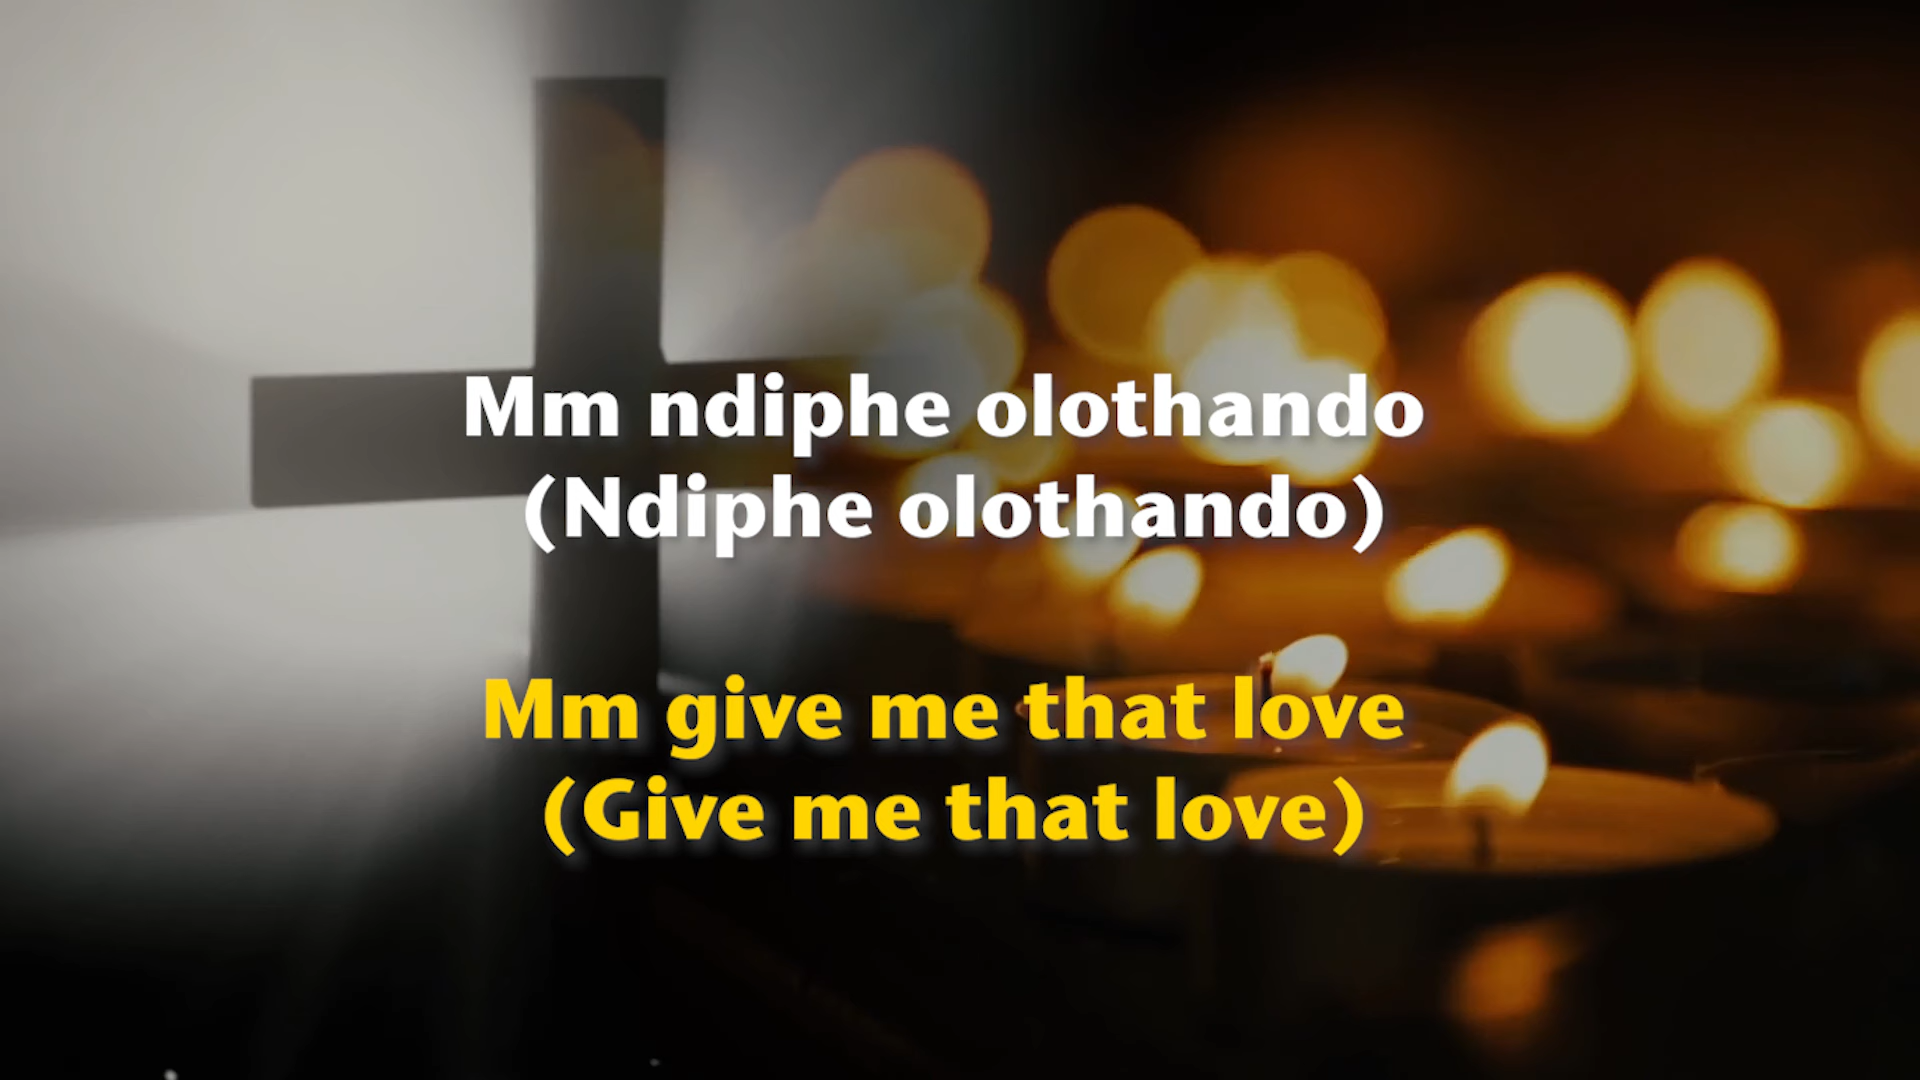 Mm ndiphe olothando
(Ndiphe olothando)
Mm give me that love
(Give me that love)